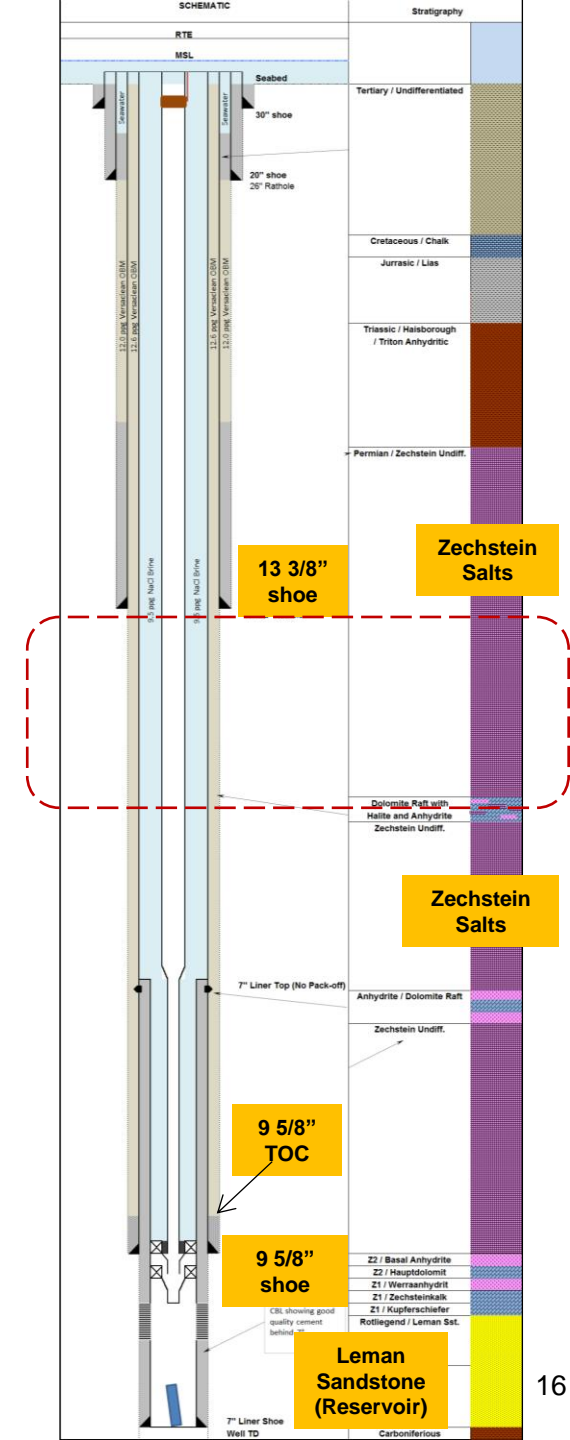 SCHEMATIC
Stratigraphy
RTE
MSL
Seabed
Tertiary / Undifferentiated
Seawater
Seawater
30" shoe
20" shoe
26" Rathole
Cretaceous / Chalk
Jurrasic / Lias
12.0 ppg Versaclean OBM
12.6 ppg Versaclean OBM
12.6 ppg Versaclean OBM
12.0 ppg Versaclean OBM
Triassic / Haisborough
/ Triton Anhydritic
Permian / Zechstein Undiff.
Zechstein
Salts
13 3/8”
shoe
9.5 ppg NaCl Brine
9.5 ppg NaCl Brine
Dolomite Raft with
Halite and Anhydrite
Zechstein Undiff.
Zechstein
Salts
7" Liner Top (No Pack-off)
Anhydrite / Dolomite Raft
Zechstein Undiff.
9 5/8”
TOC
9 5/8”
shoe
Z2 / Basal Anhydrite
Z2 / Hauptdolomit
Z1 / Werraanhydrit
Z1 / Zechsteinkalk
Z1 / Kupferschiefer
Rotliegend / Leman Sst.
CBL showing good
quality cement
behind
Leman
Sandstone
(Reservoir)
16
7" Liner Shoe
Well TD
Carboniferious